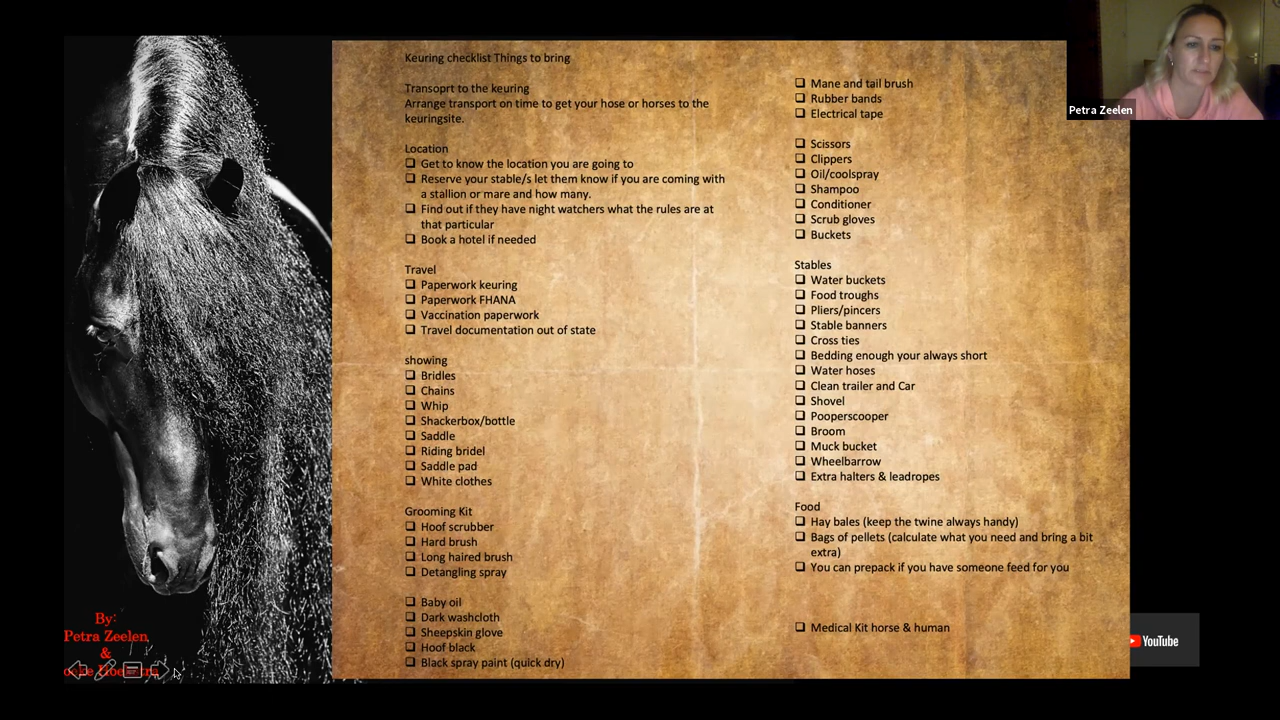 Keuring checklist Things to bring
Transoprt to the keuring
Arrange transport on time to get your hose or horses to the
keuringsite.
Location
Get to know the location you are going to
Reserve your stable/s let them know if you are coming with
a stallion or mare and how many.
Find out if they have night watchers what the rules are at
that particular
Book a hotel if needed
Travel
Paperwork keuring
Paperwork FHANA
Vaccination paperwork
Travel documentation out of state
showing
Bridles
Chains
Whip
Shackerbox/bottle
Saddle
Riding bridel
Saddle pad
White clothes
Grooming Kit
Hoof scrubber
Hard brush
Long haired brush
Detangling spray
Baby oil
Dark washcloth
Sheepskin glove
Hoof black
Black spray paint (quick dry)
Mane and tail brush
Rubber bands
Electrical tape
Scissors
Clippers
Oil/coolspray
Shampoo
Conditioner
Scrub gloves
Buckets
Stables
Water buckets
Food troughs
Pliers/pincers
Stable banners
Cross ties
Bedding enough your always short
Water hoses
Clean trailer and Car
Shovel
Pooperscooper
Broom
Muck bucket
Wheelbarrow
Extra halters & leadropes
Food
Hay bales (keep the twine always handy)
Bags of pellets (calculate what you need and bring a bit
extra)
You can prepack if you have someone feed for you
Medical Kit horse & human
Petra Zeelen
By:
Petra Zeelen,
&
YouTube